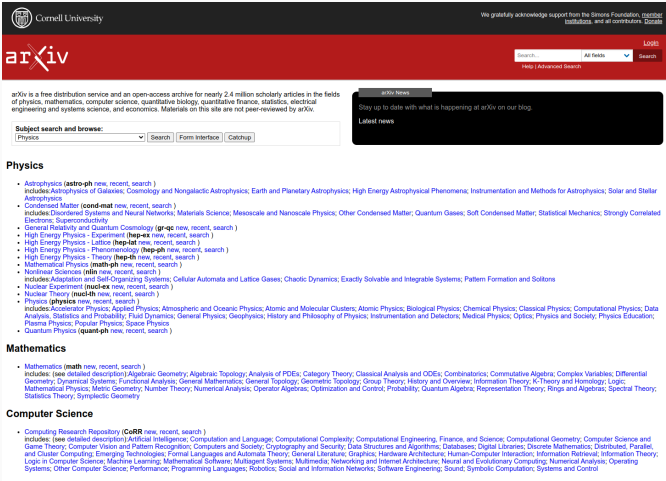 Cornell University
We gratefully acknowledge support from the Simons Foundation, member
institutions, and all contributors. Donate
arXiv
Login
Search...
All fields
Search
Help | Advanced Search
arXiv is a free distribution service and an open-access archive for nearly 2.4 million scholarly articles in the fields
of physics, mathematics, computer science, quantitative biology, quantitative finance, statistics, electrical
engineering and systems science, and economics. Materials on this site are not peer-reviewed by arXiv.
Subject search and browse:
Physics
Search
Form Interface
Catchup
arXiv News
Stay up to date with what is happening at arXiv on our blog.
Latest news
Physics
• Astrophysics (astro-ph new, recent, search )
includes:Astrophysics of Galaxies; Cosmology and Nongalactic Astrophysics; Earth and Planetary Astrophysics; High Energy Astrophysical Phenomena; Instrumentation and Methods for Astrophysics; Solar and Stellar
Astrophysics
• Condensed Matter (cond-mat new, recent, search )
includes:Disordered Systems and Neural Networks; Materials Science; Mesoscale and Nanoscale Physics; Other Condensed Matter; Quantum Gases; Soft Condensed Matter; Statistical Mechanics; Strongly Correlated
Electrons; Superconductivity
• General Relativity and Quantum Cosmology (gr-qc new, recent, search )
• High Energy Physics - Experiment (hep-ex new, recent, search )
• High Energy Physics - Lattice (hep-lat new, recent, search )
• High Energy Physics - Phenomenology (hep-ph new, recent, search )
• High Energy Physics - Theory (hep-th new, recent, search )
• Mathematical Physics (math-ph new, recent, search )
• Nonlinear Sciences (nlin new, recent, search )
includes:Adaptation and Self-Organizing Systems; Cellular Automata and Lattice Gases; Chaotic Dynamics; Exactly Solvable and Integrable Systems; Pattern Formation and Solitons
• Nuclear Experiment (nucl-ex new, recent, search )
• Nuclear Theory (nucl-th new, recent, search )
• Physics (physics new, recent, search )
includes:Accelerator Physics; Applied Physics; Atmospheric and Oceanic Physics; Atomic and Molecular Clusters; Atomic Physics; Biological Physics; Chemical Physics; Classical Physics; Computational Physics; Data
Analysis, Statistics and Probability; Fluid Dynamics; General Physics; Geophysics; History and Philosophy of Physics; Instrumentation and Detectors; Medical Physics; Optics; Physics and Society; Physics Education;
Plasma Physics; Popular Physics; Space Physics
• Quantum Physics (quant-ph new, recent, search )
Mathematics
• Mathematics (math new, recent, search )
includes: (see detailed description):Algebraic Geometry; Algebraic Topology; Analysis of PDEs; Category Theory; Classical Analysis and ODEs; Combinatorics; Commutative Algebra; Complex Variables; Differential
Geometry; Dynamical Systems; Functional Analysis; General Mathematics; General Topology; Geometric Topology; Group Theory; History and Overview; Information Theory; K-Theory and Homology; Logic;
Mathematical Physics; Metric Geometry; Number Theory; Numerical Analysis; Operator Algebras; Optimization and Control; Probability; Quantum Algebra; Representation Theory; Rings and Algebras; Spectral Theory;
Statistics Theory; Symplectic Geometry
Computer Science
• Computing Research Repository (CoRR new, recent, search )
includes: (see detailed description):Artificial Intelligence; Computation and Language; Computational Complexity; Computational Engineering, Finance, and Science; Computational Geometry; Computer Science and
Game Theory; Computer Vision and Pattern Recognition; Computers and Society; Cryptography and Security; Data Structures and Algorithms; Databases; Digital Libraries; Discrete Mathematics; Distributed, Parallel,
and Cluster Computing; Emerging Technologies; Formal Languages and Automata Theory; General Literature; Graphics; Hardware Architecture; Human-Computer Interaction; Information Retrieval; Information Theory;
Logic in Computer Science; Machine Learning; Mathematical Software; Multiagent Systems; Multimedia; Networking and Internet Architecture; Neural and Evolutionary Computing; Numerical Analysis; Operating
Systems; Other Computer Science; Performance; Programming Languages; Robotics; Social and Information Networks; Software Engineering; Sound; Symbolic Computation; Systems and Control